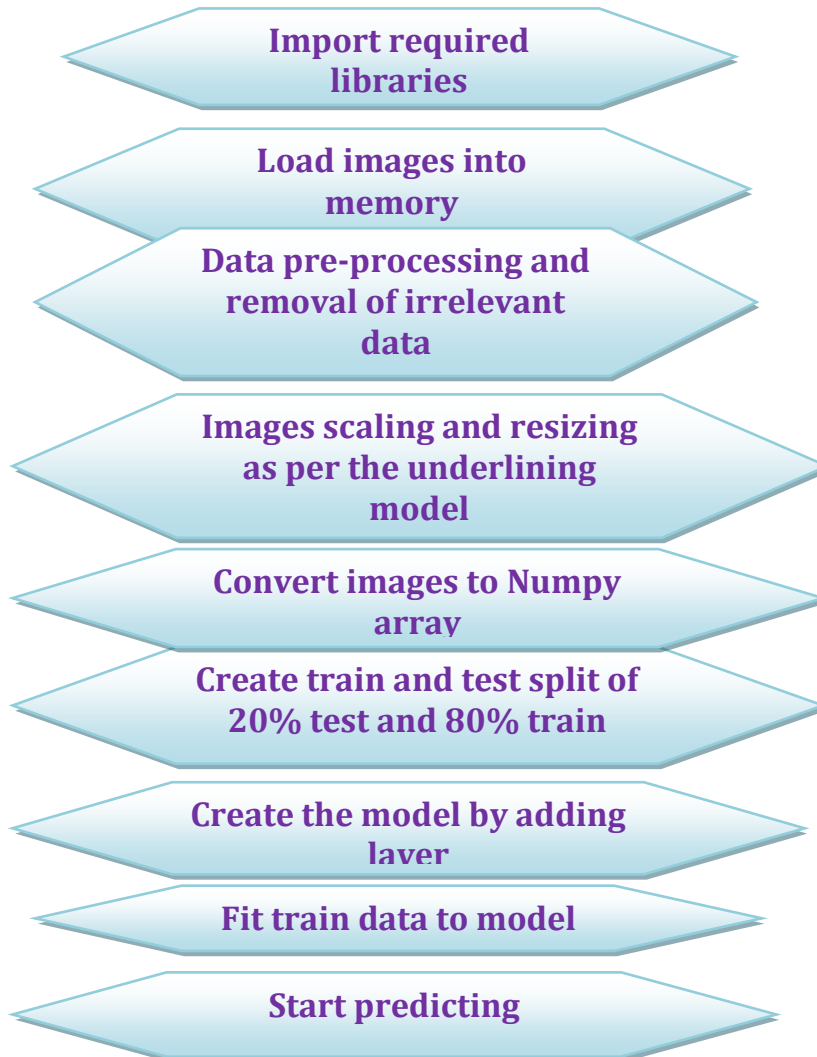 Import required
libraries
Load images into
memory
Data pre-processing and
removal of irrelevant
data
Images scaling and resizing
as per the underlining
model
Convert images to Numpy
array
Create train and test split of
20% test and 80% train
Create the model by adding
layer
Fit train data to model
Start predicting